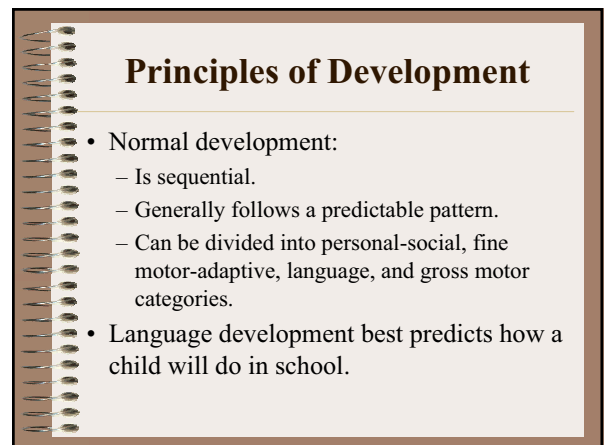 Principles of Development
• Normal development:
– Is sequential.
– Generally follows a predictable pattern.
– Can be divided into personal-social, fine
motor-adaptive, language, and gross motor
categories.
• Language development best predicts how a
child will do in school.